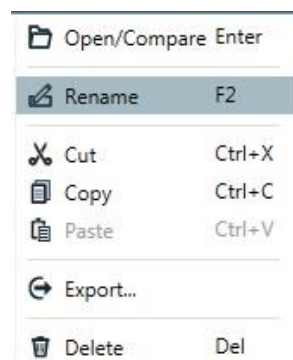 Open/Compare Enter
Rename F2
Cut Ctrl+X
Copy Ctrl+C
Paste Ctrl+V
Export...
Delete Del